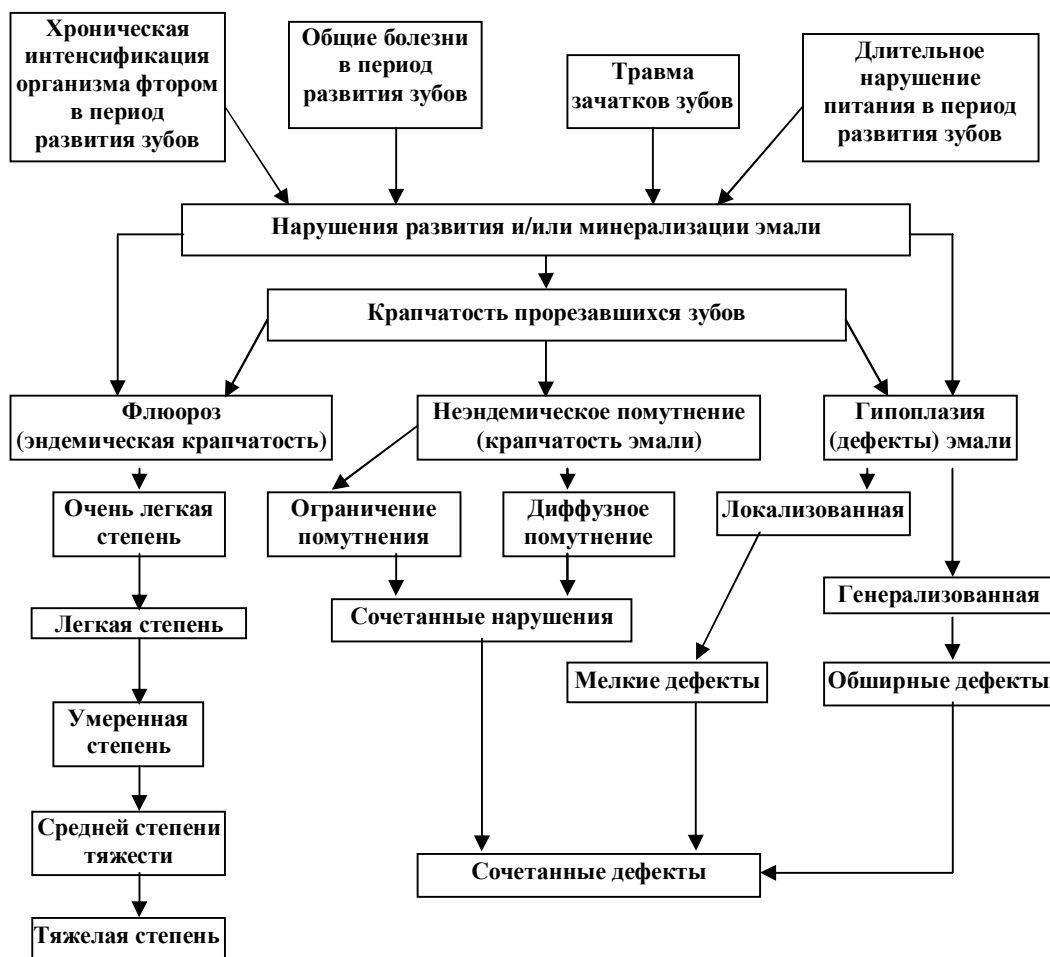 Хроническая
интенсификация
организма фтором
в период
развития зубов
Общие болезни
в период
развития зубов
Травма
зачатков зубов
Длительное
нарушение
питания в период
развития зубов
Нарушения развития и/или минерализации эмали
Крапчатость прорезавшихся зубов
Флюороз
(эндемическая крапчатость)
Неэндемическое помутнение
(крапчатость эмали)
Гипоплазия
(дефекты) эмали
Очень легкая
степень
Ограничение
помутнения
Диффузное
помутнение
Локализованная
Генерализованная
Легкая степень
Сочетанные нарушения
Мелкие дефекты
Обширные дефекты
Умеренная
степень
Средней степени
тяжести
Сочетанные дефекты
Тяжелая степень